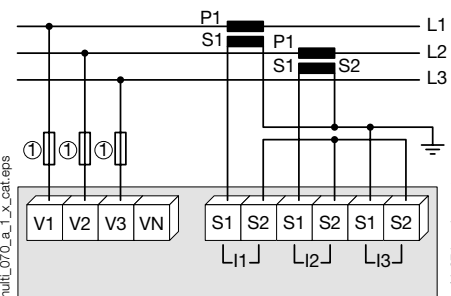 P1
L1
S1
P1
L2
S1
S2
L3
① ① ①
multi_070_a_1_x_cat.eps
V1 V2 V3 VN S1 S2 S1 S2 S1 S2
I1 I2 I3